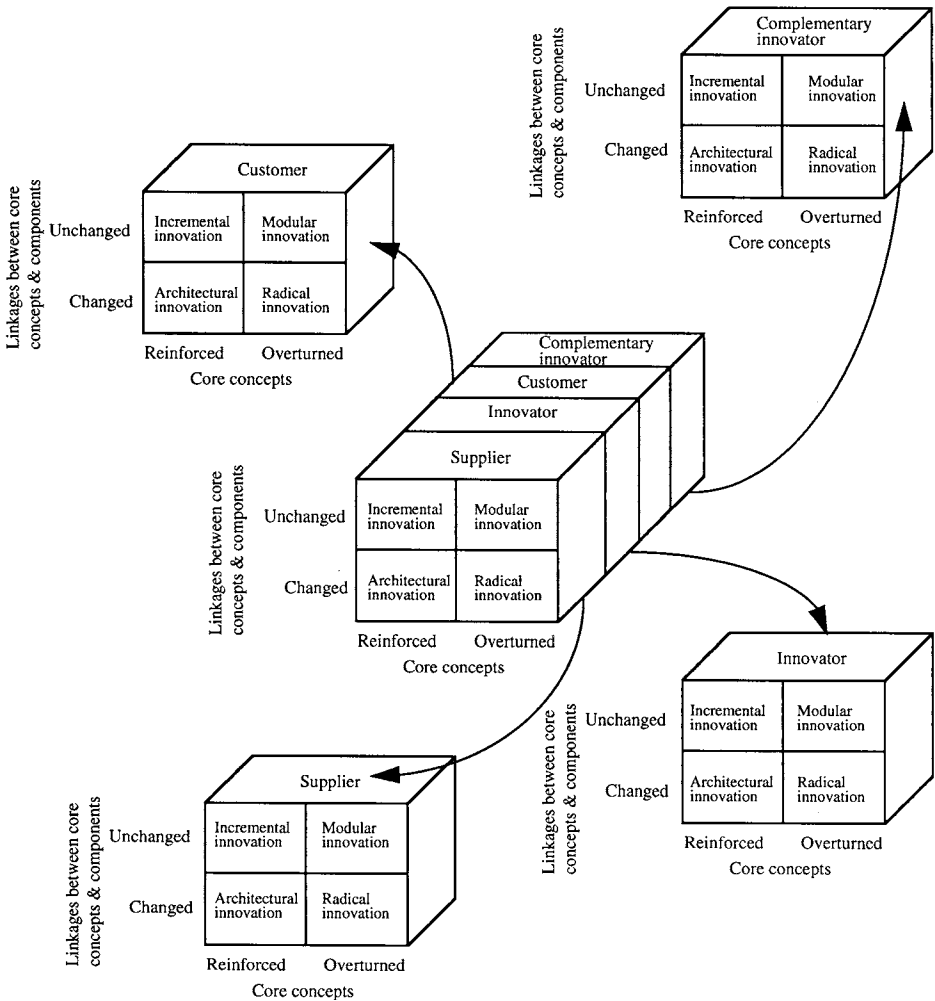 Complementary
innovator
Linkages between core
concepts & components
Unchanged
Incremental
innovation
Modular
innovation
Changed
Architectural
innovation
Radical
innovation
Reinforced
Overturned
Core concepts
Customer
Linkages between core
concepts & components
Unchanged
Incremental
innovation
Modular
innovation
Changed
Architectural
innovation
Radical
innovation
Reinforced
Overturned
Core concepts
Complementary
innovator
Customer
Innovator
Supplier
Linkages between core
concepts & components
Unchanged
Incremental
innovation
Modular
innovation
Changed
Architectural
innovation
Radical
innovation
Reinforced
Overturned
Core concepts
Innovator
Linkages between core
concepts & components
Unchanged
Incremental
innovation
Modular
innovation
Changed
Architectural
innovation
Radical
innovation
Reinforced
Overturned
Core concepts
Supplier
Linkages between core
concepts & components
Unchanged
Incremental
innovation
Modular
innovation
Changed
Architectural
innovation
Radical
innovation
Reinforced
Overturned
Core concepts